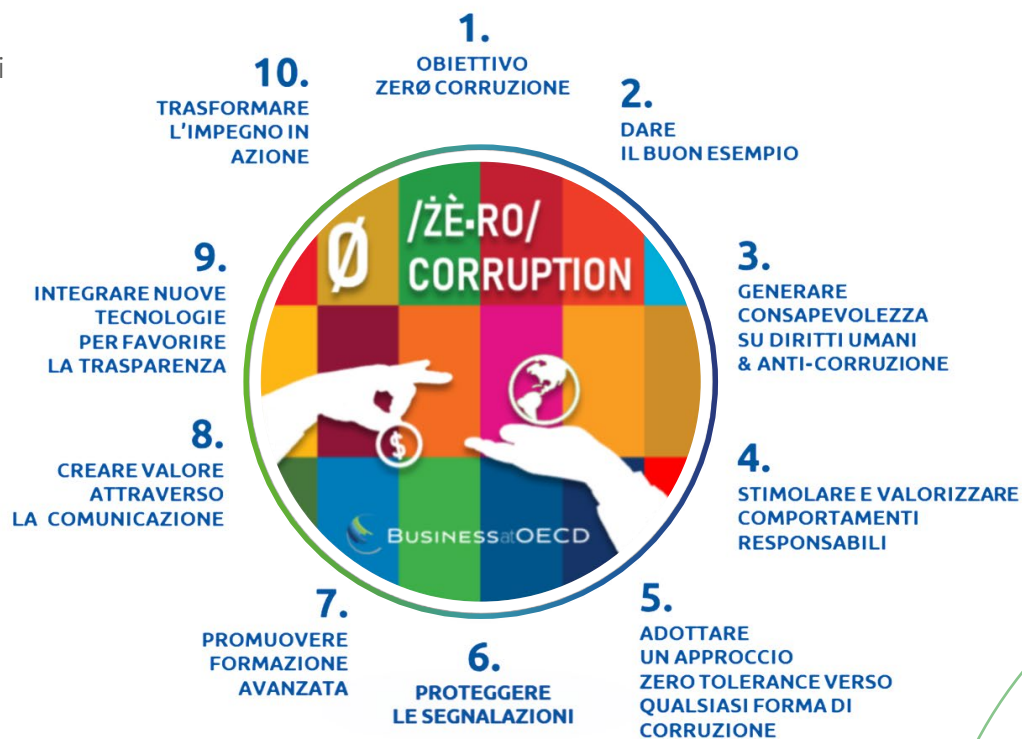 i
1.
OBIETTIVO
ZERØ CORRUZIONE
2.
DARE
IL BUON ESEMPIO
3.
GENERARE
CONSAPEVOLEZZA
SU DIRITTI UMANI
& ANTI-CORRUZIONE
4.
STIMOLARE E VALORIZZARE
COMPORTAMENTI
RESPONSABILI
5.
ADOTTARE
UN APPROCCIO
ZERO TOLERANCE VERSO
QUALSIASI FORMA DI
CORRUZIONE
6.
PROTEGGERE
LE SEGNALAZIONI
7.
PROMUOVERE
FORMAZIONE
AVANZATA
8.
CREARE VALORE
ATTRAVERSO
LA COMUNICAZIONE
9.
INTEGRARE NUOVE
TECNOLOGIE
PER FAVORIRE
LA TRASPARENZA
10.
TRASFORMARE
L'IMPEGNO IN
AZIONE
Ø /ŻÈ•RO/
CORRUPTION
$
BUSINESSatOECD